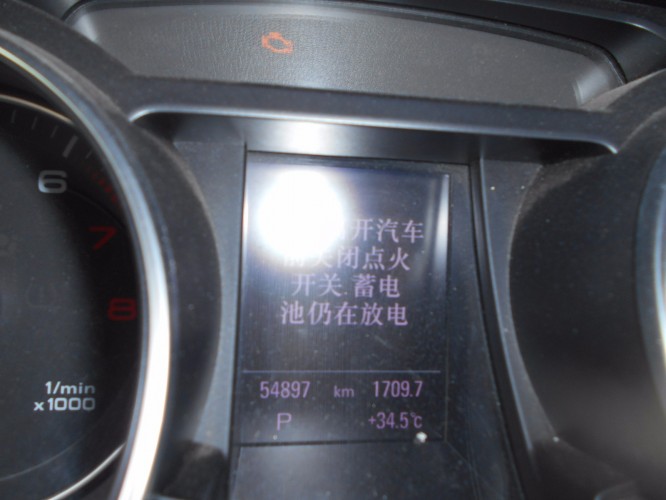 6
7
8
1/min
x1000
开汽车
前关闭点火
开关.蓄电
池仍在放电
54897 km 1709.7
P +34.5°c